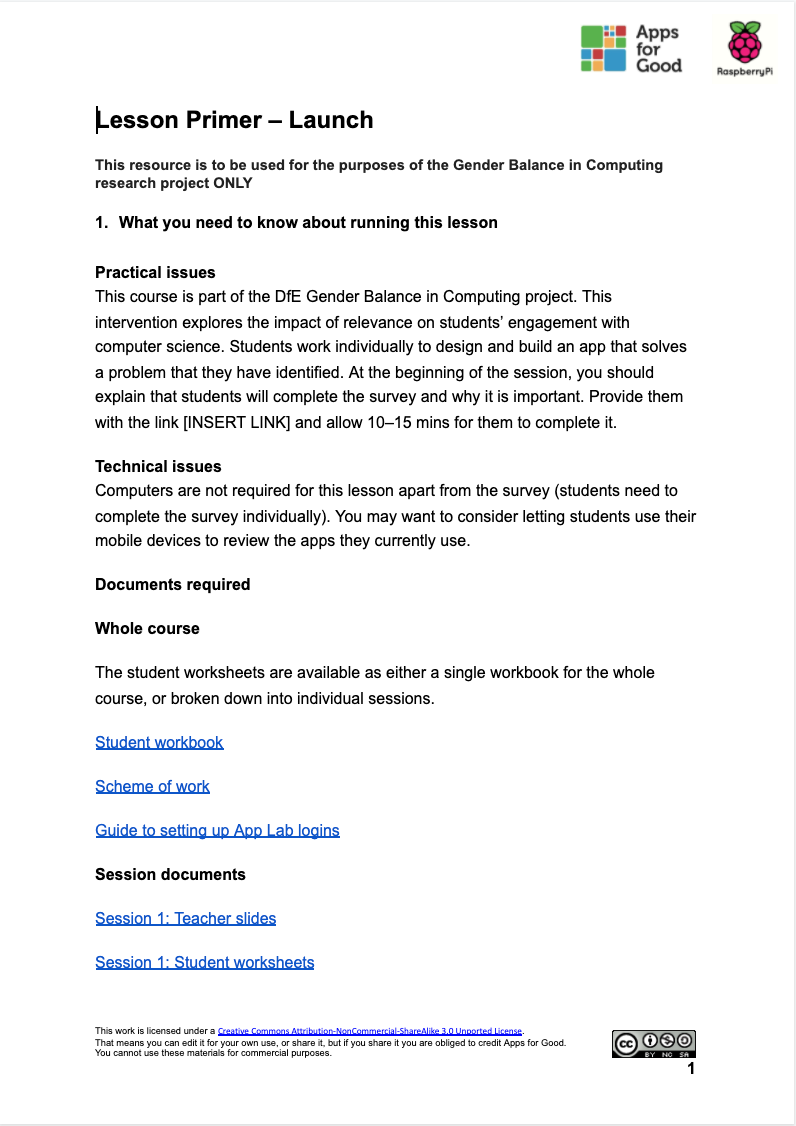 Apps
for
Good
RaspberryPi
Lesson Primer – Launch
This resource is to be used for the purposes of the Gender Balance in Computing
research project ONLY
1. What you need to know about running this lesson
Practical issues
This course is part of the DfE Gender Balance in Computing project. This
intervention explores the impact of relevance on students’ engagement with
computer science. Students work individually to design and build an app that solves
a problem that they have identified. At the beginning of the session, you should
explain that students will complete the survey and why it is important. Provide them
with the link [INSERT LINK] and allow 10–15 mins for them to complete it.
Technical issues
Computers are not required for this lesson apart from the survey (students need to
complete the survey individually). You may want to consider letting students use their
mobile devices to review the apps they currently use.
Documents required
Whole course
The student worksheets are available as either a single workbook for the whole
course, or broken down into individual sessions.
Student workbook
Scheme of work
Guide to setting up App Lab logins
Session documents
Session 1: Teacher slides
Session 1: Student worksheets
This work is licensed under a Creative Commons Attribution-NonCommercial-ShareAlike 3.0 Unported License.
That means you can edit it for your own use, or share it, but if you share it you are obliged to credit Apps for Good.
You cannot use these materials for commercial purposes.
cc
BY NC SA
1